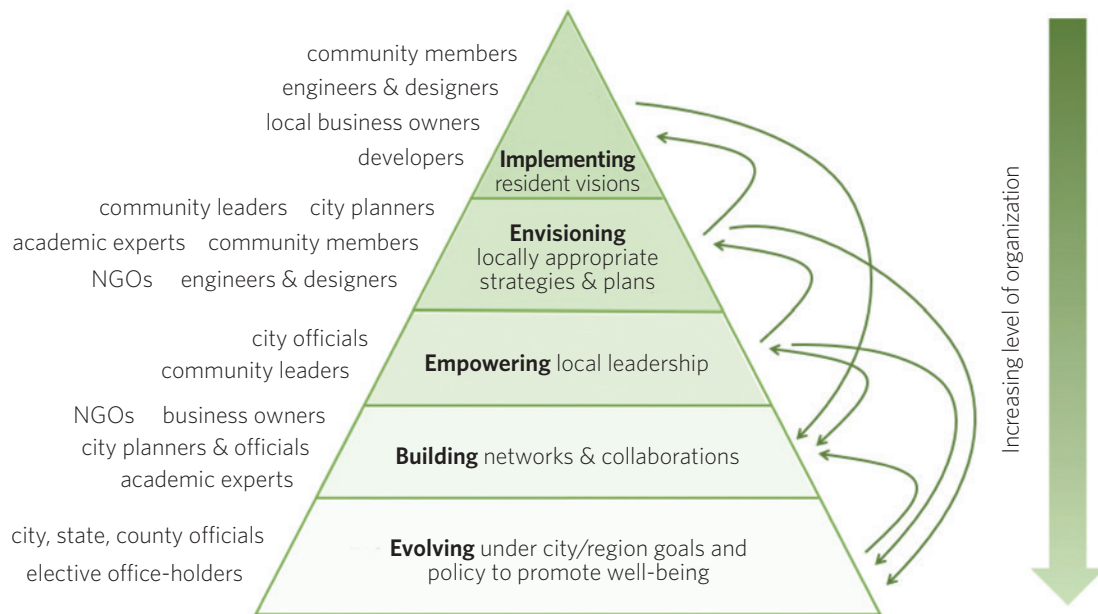 community members
engineers & designers
local business owners
developers
Implementing
resident visions
community leaders city planners
academic experts community members
NGOs engineers & designers
Envisioning
locally appropriate
strategies & plans
city officials
community leaders
Empowering local leadership
NGOs business owners
city planners & officials
academic experts
Building networks & collaborations
city, state, county officials
elective office-holders
Evolving under city/region goals and
policy to promote well-being
Increasing level of organization